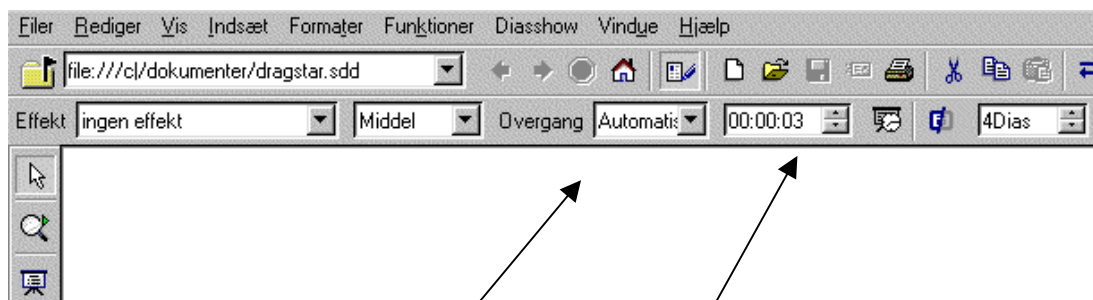 Filer Rediger Vis Indsæt Formater Funktioner Diasshow Vindue Hjælp
file:///c|/dokumenter/dragstar.sdd
Effekt ingen effekt Middel Overgang Automatis 00:00:03 4Dias